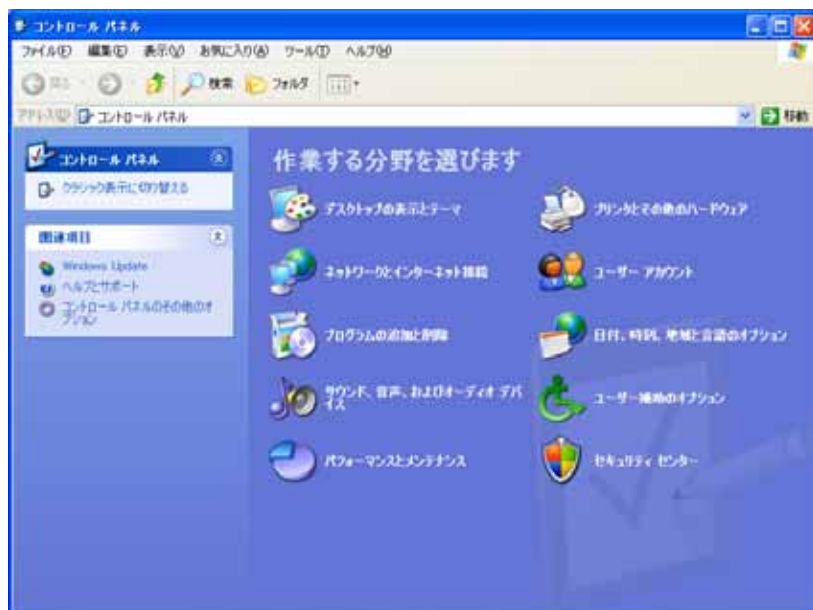 コントロール パネル
ファイル(F) 編集(E) 表示(V) お気に入り(A) ツール(T) ヘルプ(H)
戻る 検索 フォルダ
アドレス(D) コントロール パネル 移動
コントロール パネル
クラシック表示に切り替える
関連項目
Windows Update
ヘルプとサポート
コントロール パネルのその他のオ
プション
作業する分野を選びます
デスクトップの表示とテーマ
プリンタとその他のハードウェア
ネットワークとインターネット接続
ユーザー アカウント
プログラムの追加と削除
日付、時刻、地域と言語のオプション
サウンド、音声、およびオーディオ デバ
イス
ユーザー補助のオプション
パフォーマンスとメンテナンス
セキュリティ センター